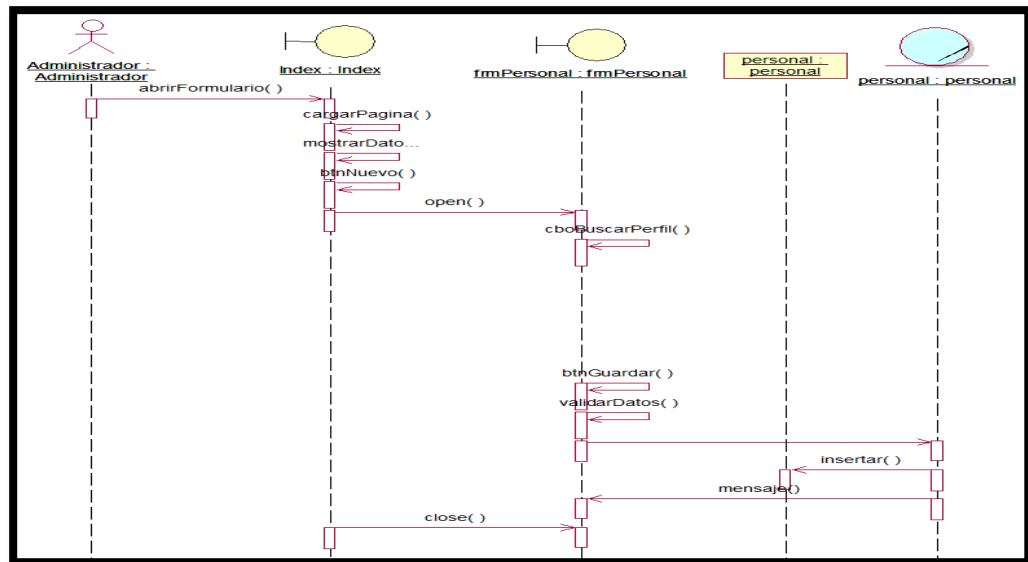 Administrador :
Administrador
Index : Index
frmPersonal : frmPersonal
personal :
personal
personal : personal
abrirFormulario( )
cargarPagina( )
mostrarDato...
btnNuevo( )
open( )
cboBuscarPerfil( )
btnGuardar( )
validarDatos( )
insertar( )
mensaje()
close( )